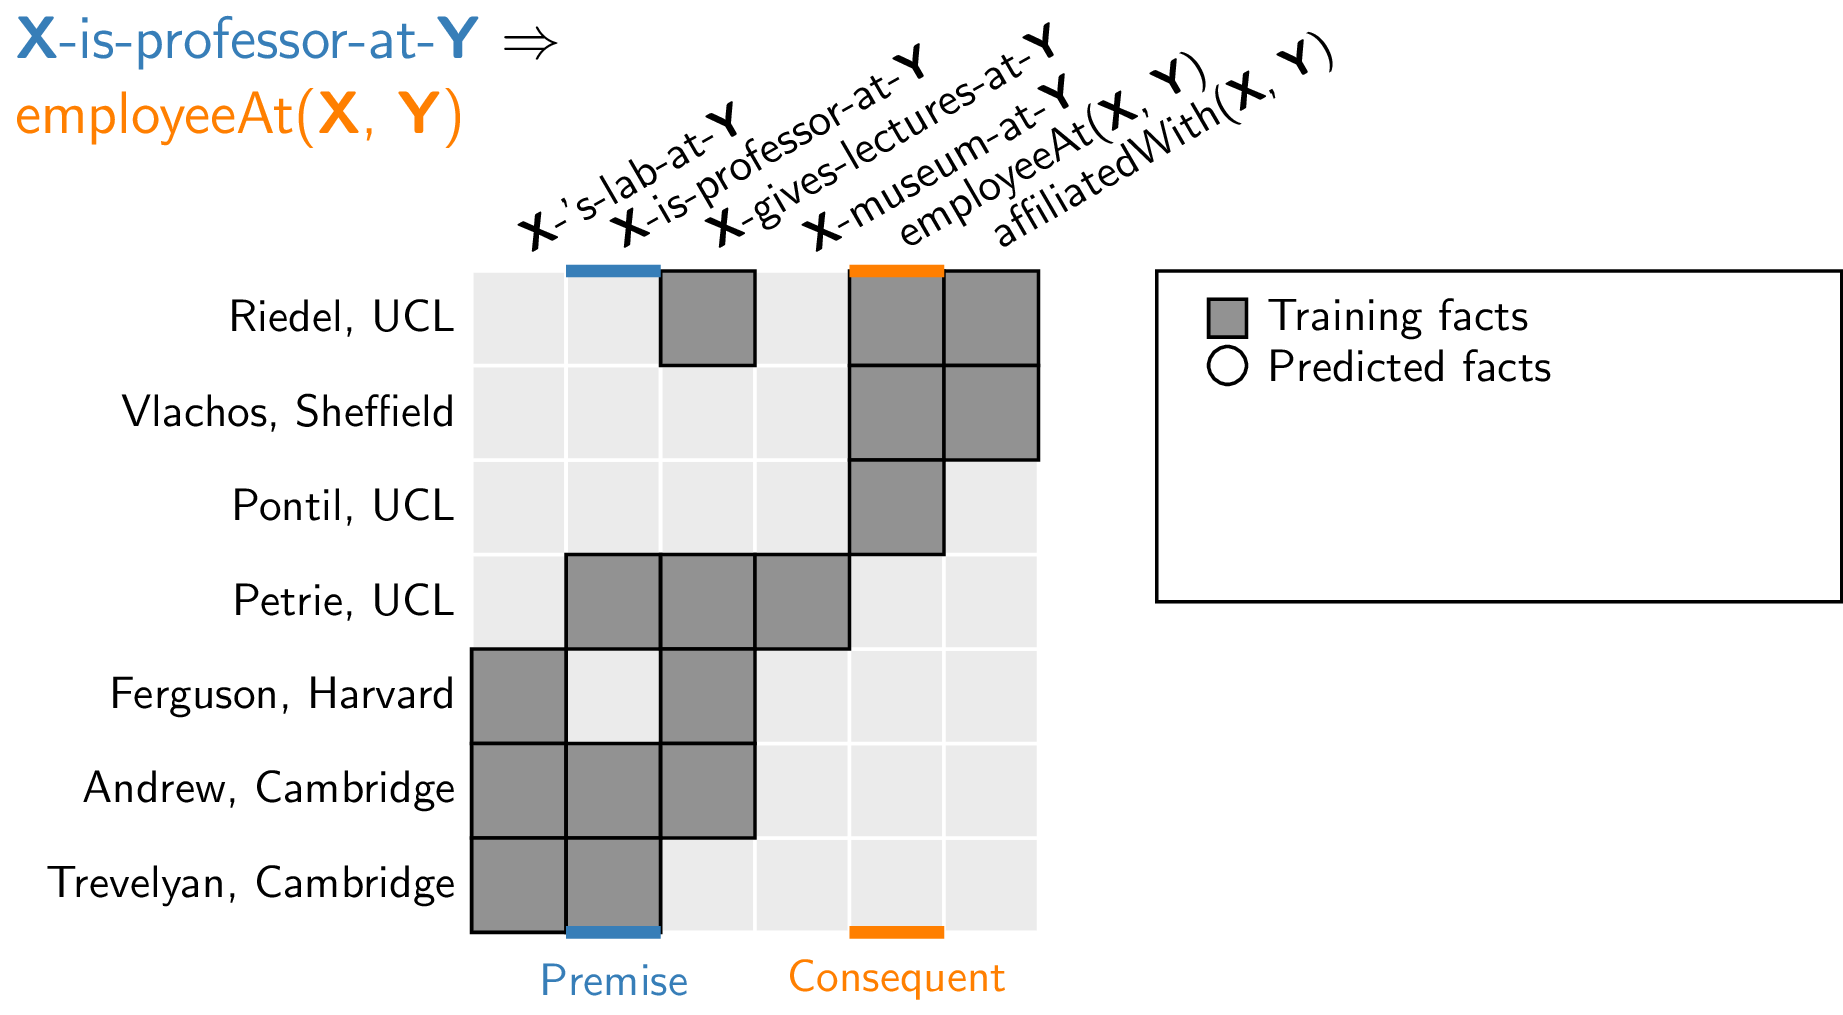 X-is-professor-at-Y ⇒
employeeAt(X, Y)
X-'s-lab-at-Y
X-is-professor-at-Y
X-gives-lectures-at-Y
X-museum-at-Y
employeeAt(X, Y)
affiliatedWith(X, Y)
Riedel, UCL
Vlachos, Sheffield
Pontil, UCL
Petrie, UCL
Ferguson, Harvard
Andrew, Cambridge
Trevelyan, Cambridge
Premise
Consequent
Training facts
Predicted facts